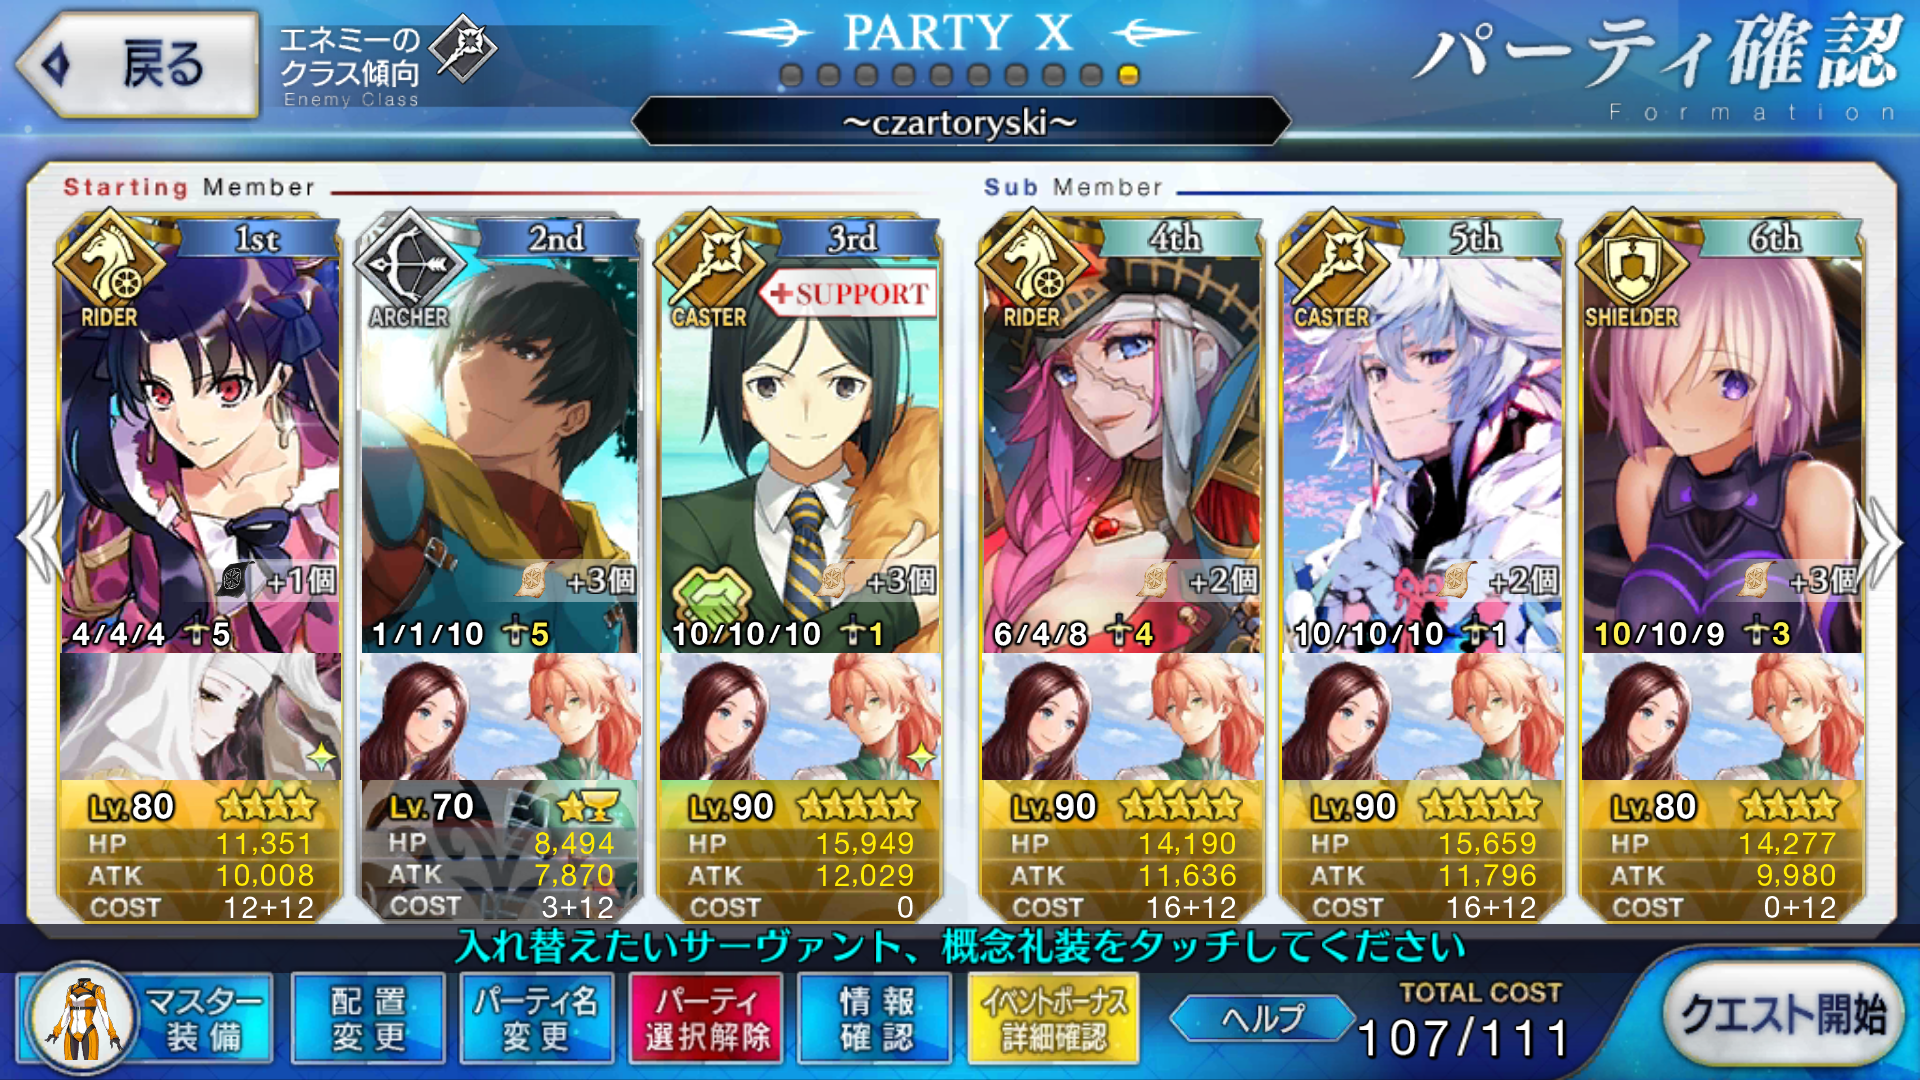 戻る
エネミーの
クラス傾向
Enemy Class
PARTY X
～czartoryski～
パーティ確認
Formation
Starting Member
Sub Member
1st
RIDER
+1個
4/4/4 5
Lv.80
HP 11,351
ATK 10,008
COST 12+12
2nd
ARCHER
+3個
1/1/10 5
Lv.70
HP 8,494
ATK 7,870
COST 3+12
3rd
+SUPPORT
CASTER
+3個
10/10/10 1
Lv.90
HP 15,949
ATK 12,029
COST 0
4th
RIDER
+2個
6/4/8 4
Lv.90
HP 14,190
ATK 11,636
COST 16+12
5th
CASTER
+2個
10/10/10 1
Lv.90
HP 15,659
ATK 11,796
COST 16+12
6th
SHIELDER
+3個
10/10/9 3
Lv.80
HP 14,277
ATK 9,980
COST 0+12
入れ替えたいサーヴァント、概念礼装をタッチしてください
マスター
装備
配置
変更
パーティ名
変更
パーティ
選択解除
情報
確認
イベントボーナス
詳細確認
ヘルプ
TOTAL COST
107/111
クエスト開始